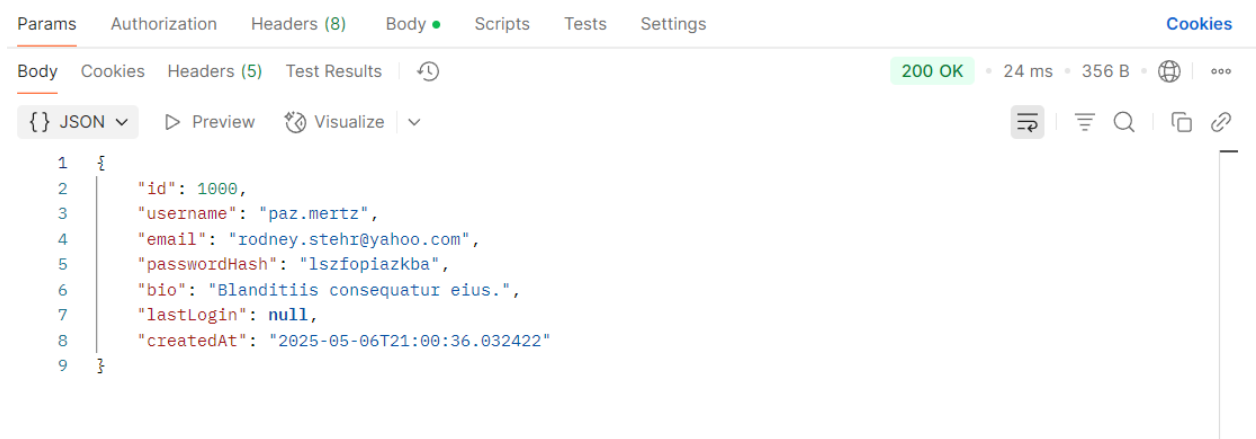 Params Authorization Headers (8) Body Scripts Tests Settings Cookies
Body Cookies Headers (5) Test Results 200 OK 24 ms 356 B
{} JSON Preview Visualize
1 {
2 "id": 1000,
3 "username": "paz.mertz",
4 "email": "rodney.stehr@yahoo.com",
5 "passwordHash": "lszfopiazkba",
6 "bio": "Blanditiis consequatur eius.",
7 "lastLogin": null,
8 "createdAt": "2025-05-06T21:00:36.032422"
9 }